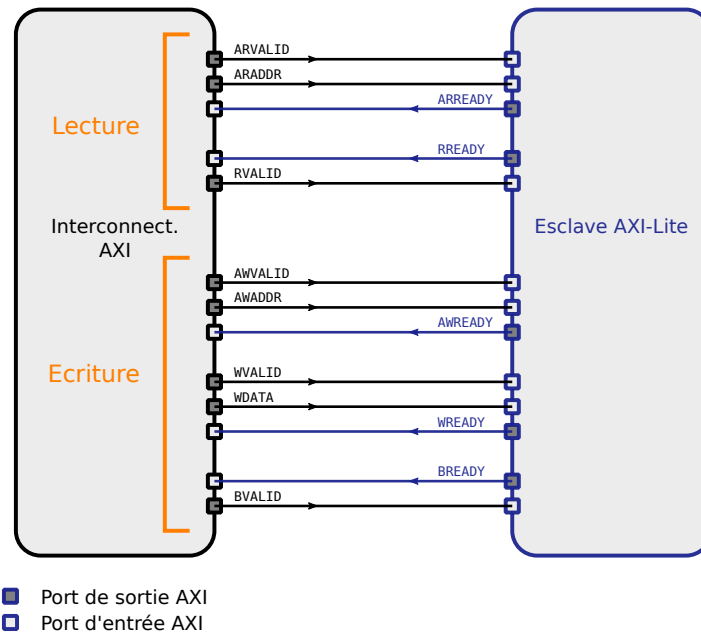 ARVALID
ARADDR
ARREADY
Lecture
RREADY
RVALID
Interconnect.
AXI
Esclave AXI-Lite
AWVALID
AWADDR
AWREADY
Ecriture
WVALID
WDATA
WREADY
BREADY
BVALID
Port de sortie AXI
Port d'entrée AXI